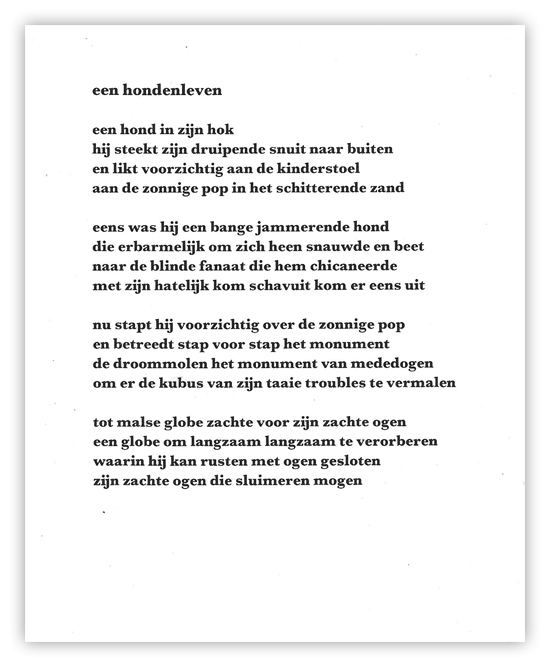 een hondenleven
een hond in zijn hok
hij steekt zijn druipende snuit naar buiten
en likt voorzichtig aan de kinderstoel
aan de zonnige pop in het schitterende zand
eens was hij een bange jammerende hond
die erbarmelijk om zich heen snauwde en beet
naar de blinde fanaat die hem chicaneerde
met zijn hatelijk kom schavuit kom er eens uit
nu stapt hij voorzichtig over de zonnige pop
en betreedt stap voor stap het monument
de droommolen het monument van mededogen
om er de kubus van zijn taaie troubles te vermalen
tot malse globe zachte voor zijn zachte ogen
een globe om langzaam langzaam te verorberen
waarin hij kan rusten met ogen gesloten
zijn zachte ogen die sluimeren mogen